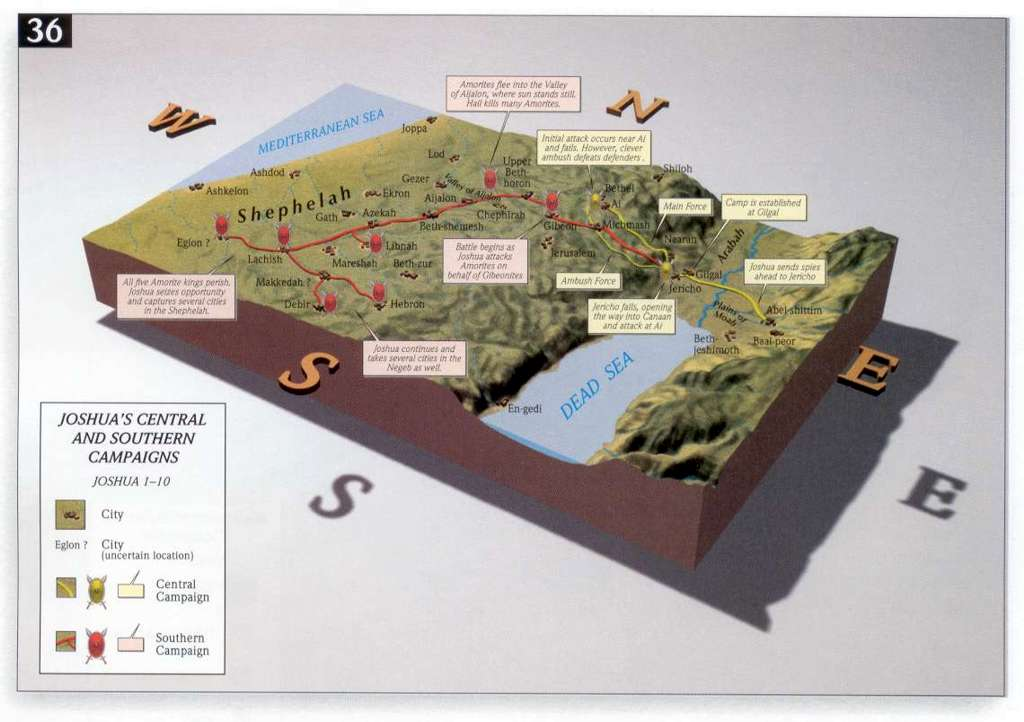 36
W
N
MEDITERRANEAN SEA
Amorites flee into the Valley
of Aijalon, where sun stands still.
Hail kills many Amorites.
Joppa
Initial attack occurs near Ai
and fails. However, clever
ambush defeats defenders .
Lod
Upper
Beth-
horon
Shiloh
Ashdod
Gezer
Valley of Aijalon
Bethel
Ashkelon
Ekron
Aijalon
Ai
Main Force
Camp is established
at Gilgal
Shephelah
Gath
Azekah
Chephirah
Beth-shemesh
Gibeon
Michmash
Eglon ?
Libnah
Battle begins as
Joshua attacks
Amorites on
behalf of Gibeonites
Jerusalem
Nearan
Arabah
Lachish
Mareshah
Beth-zur
Ambush Force
Gilgal
Jericho
Joshua sends spies
ahead to Jericho
All five Amorite kings perish,
Joshua seizes opportunity
and captures several cities
in the Shephelah.
Makkedah ?
Debir
Hebron
Jericho falls, opening
the way into Canaan
and attack at Ai
Plains of
Moab
Abel-shittim
Beth-
jeshimoth
Baal-peor
Joshua continues and
takes several cities in the
Negeb as well.
S
E
DEAD SEA
En-gedi
S
E
JOSHUA'S CENTRAL
AND SOUTHERN
CAMPAIGNS
JOSHUA 1–10
City
Eglon ? City
(uncertain location)
Central
Campaign
Southern
Campaign